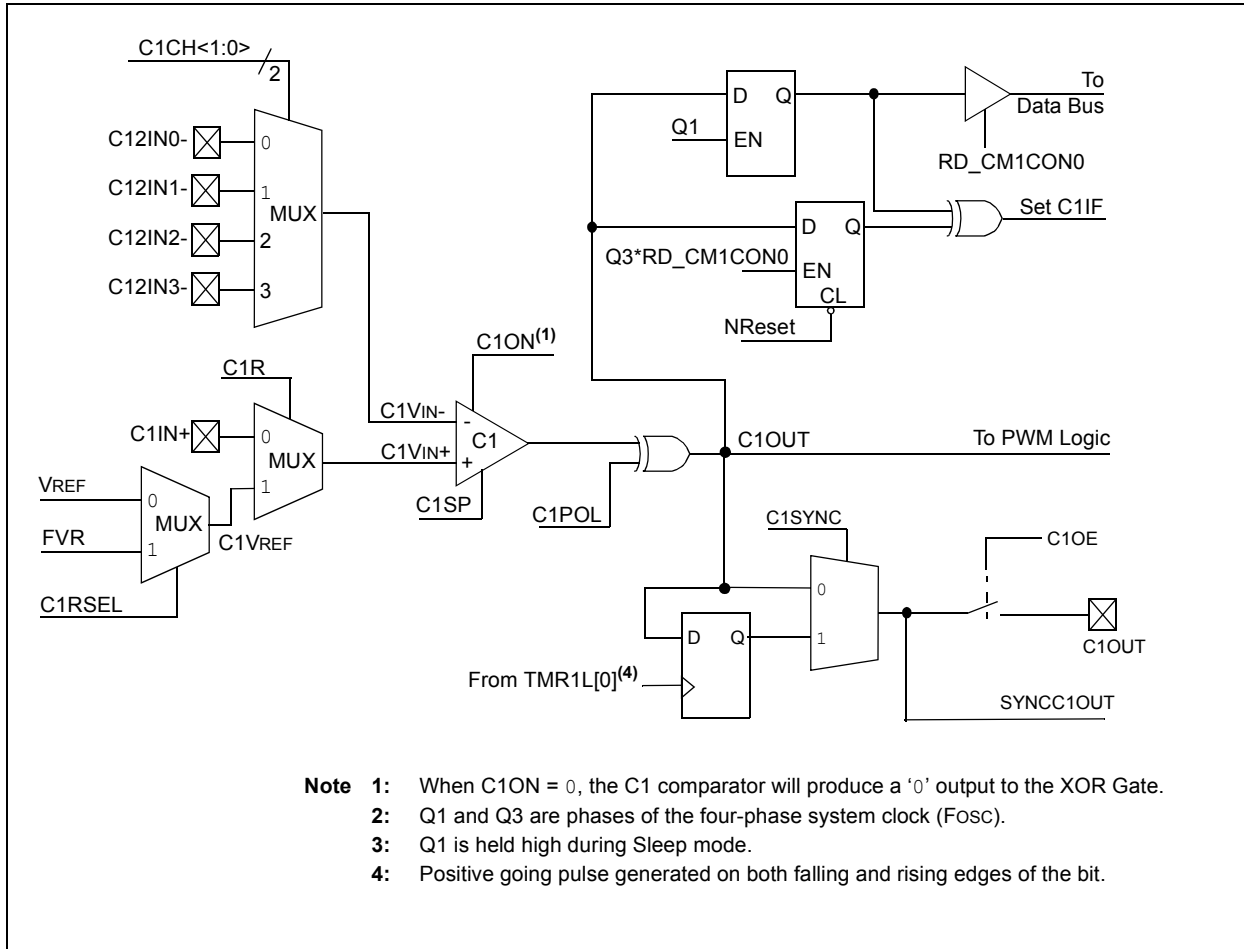 C1CH<1:0>
2
C12IN0-
0
C12IN1-
1
MUX
C12IN2-
2
C12IN3-
3
D Q
Q1
EN
To
Data Bus
RD_CM1CON0
D Q
Set C1IF
Q3*RD_CM1CON0
EN
CL
NReset
C1ON(1)
C1R
C1VIN-
-
C1IN+
0
MUX
C1
C1VIN+
+
1
C1OUT
To PWM Logic
VREF
0
MUX
FVR
1
C1VREF
C1SP
C1POL
C1RSEL
C1SYNC
C1OE
0
D Q
1
C1OUT
From TMR1L[0](4)
SYNCC1OUT
Note 1: When C1ON = 0, the C1 comparator will produce a ‘0’ output to the XOR Gate.
2: Q1 and Q3 are phases of the four-phase system clock (FOSC).
3: Q1 is held high during Sleep mode.
4: Positive going pulse generated on both falling and rising edges of the bit.